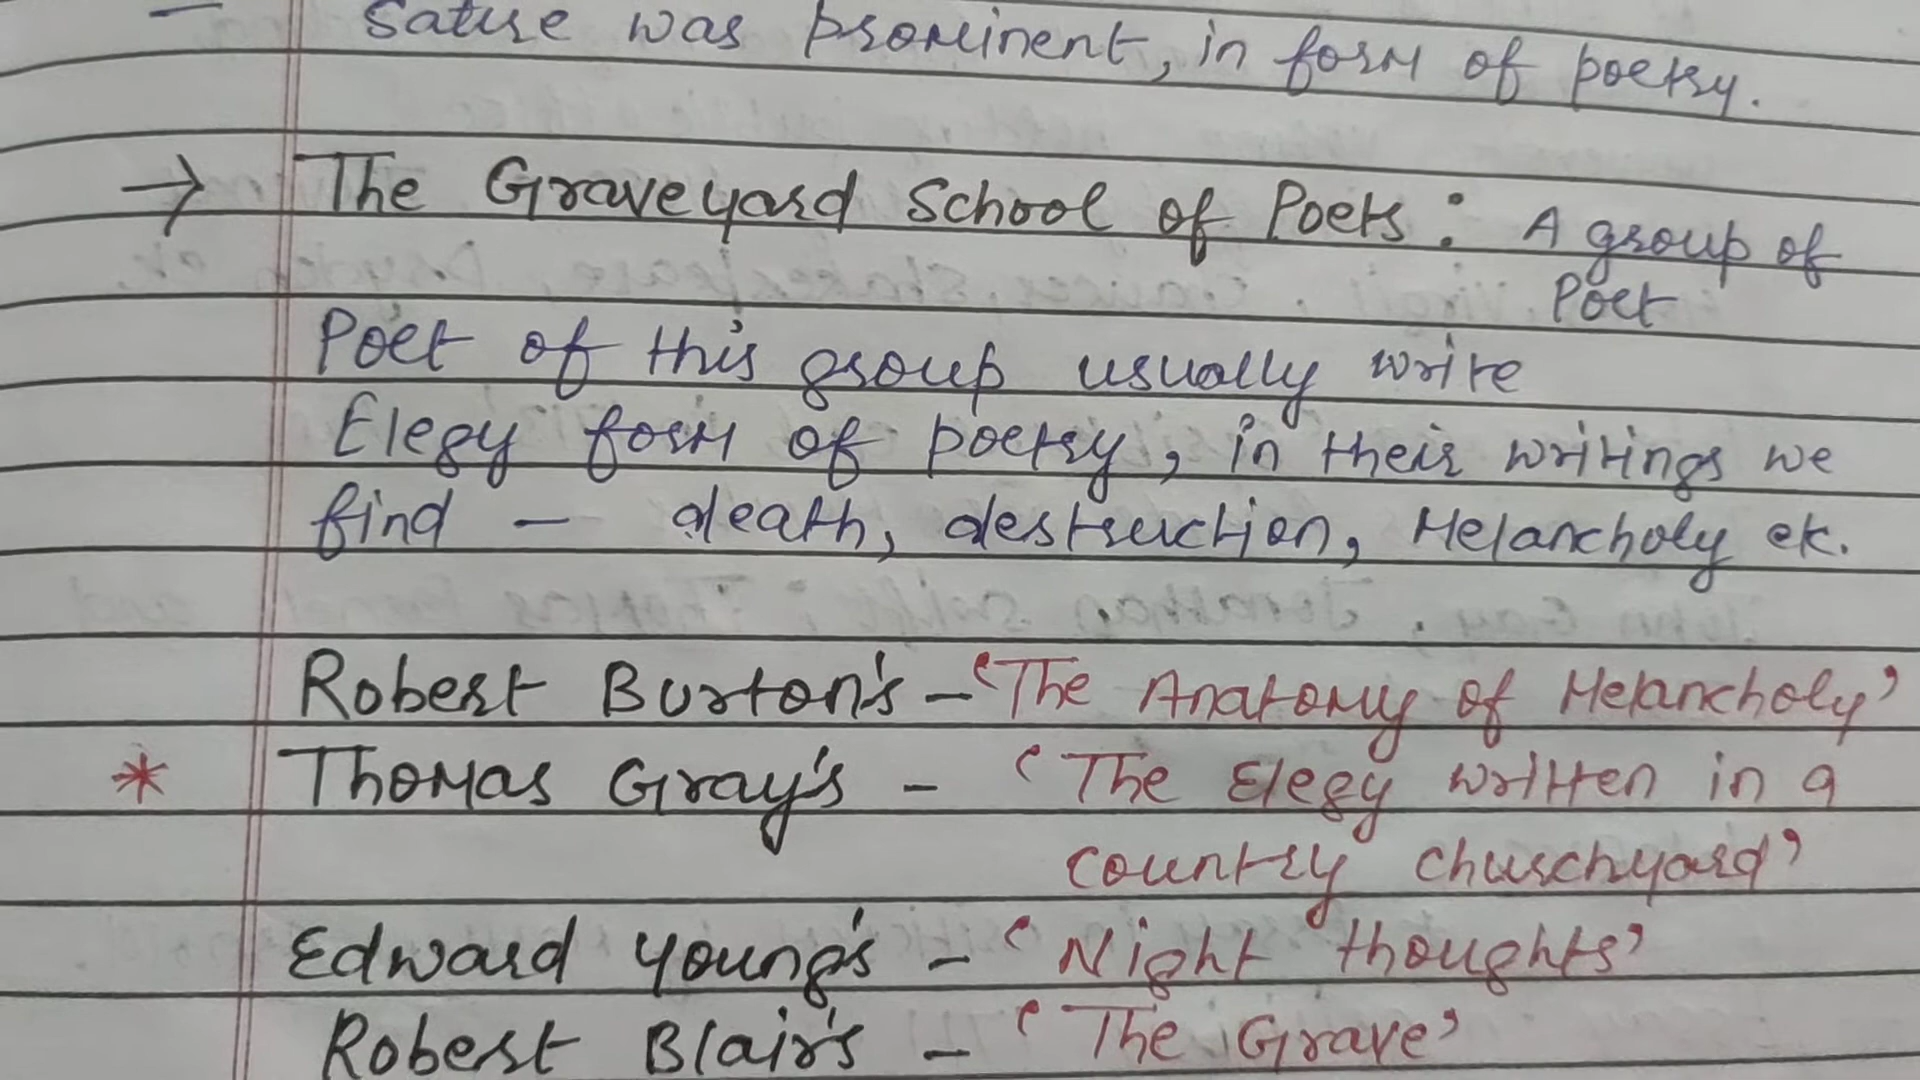 – Satire was prominent, in form of poetry.
→ The Graveyard School of Poets : A group of
Poet
Poet of this group usually write
Elegy form of poetry, in their writings we
find – death, destruction, Melancholy etc.
Robert Burton's – 'The Anatomy of Melancholy'
* Thomas Gray's – 'The Elegy written in a
country churchyard'
Edward Young's – 'Night thoughts'
Robert Blair's – 'The Grave'